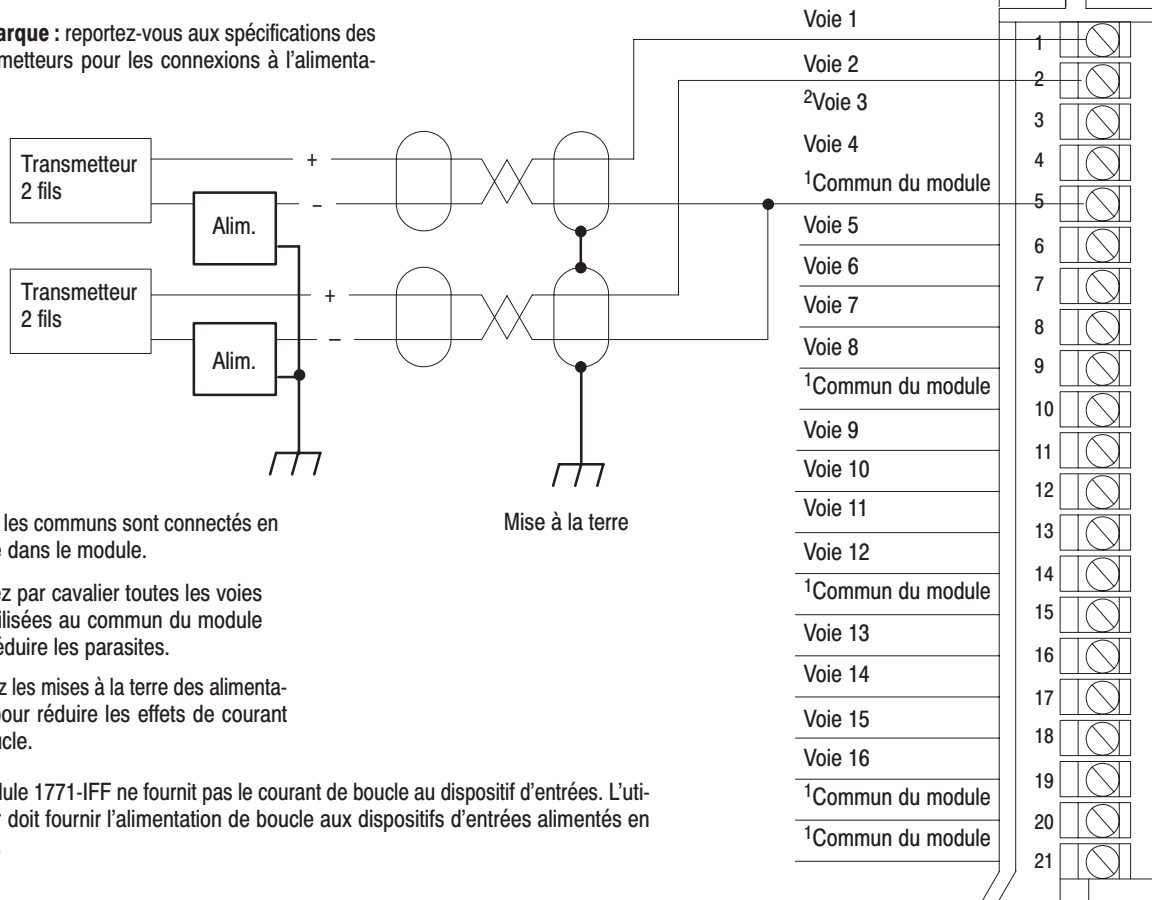 arque : reportez-vous aux spécifications des
metteurs pour les connexions à l'alimenta-
Transmetteur
2 fils
+
–
Alim.
Transmetteur
2 fils
+
–
Alim.
Mise à la terre
les communs sont connectés en
e dans le module.
z par cavalier toutes les voies
ilisées au commun du module
éduire les parasites.
z les mises à la terre des alimenta-
pour réduire les effets de courant
ucle.
dule 1771-IFF ne fournit pas le courant de boucle au dispositif d'entrées. L'uti-
r doit fournir l'alimentation de boucle aux dispositifs d'entrées alimentés en
Voie 1
Voie 2
2Voie 3
Voie 4
1Commun du module
Voie 5
Voie 6
Voie 7
Voie 8
1Commun du module
Voie 9
Voie 10
Voie 11
Voie 12
1Commun du module
Voie 13
Voie 14
Voie 15
Voie 16
1Commun du module
1Commun du module
1
2
3
4
5
6
7
8
9
10
11
12
13
14
15
16
17
18
19
20
21